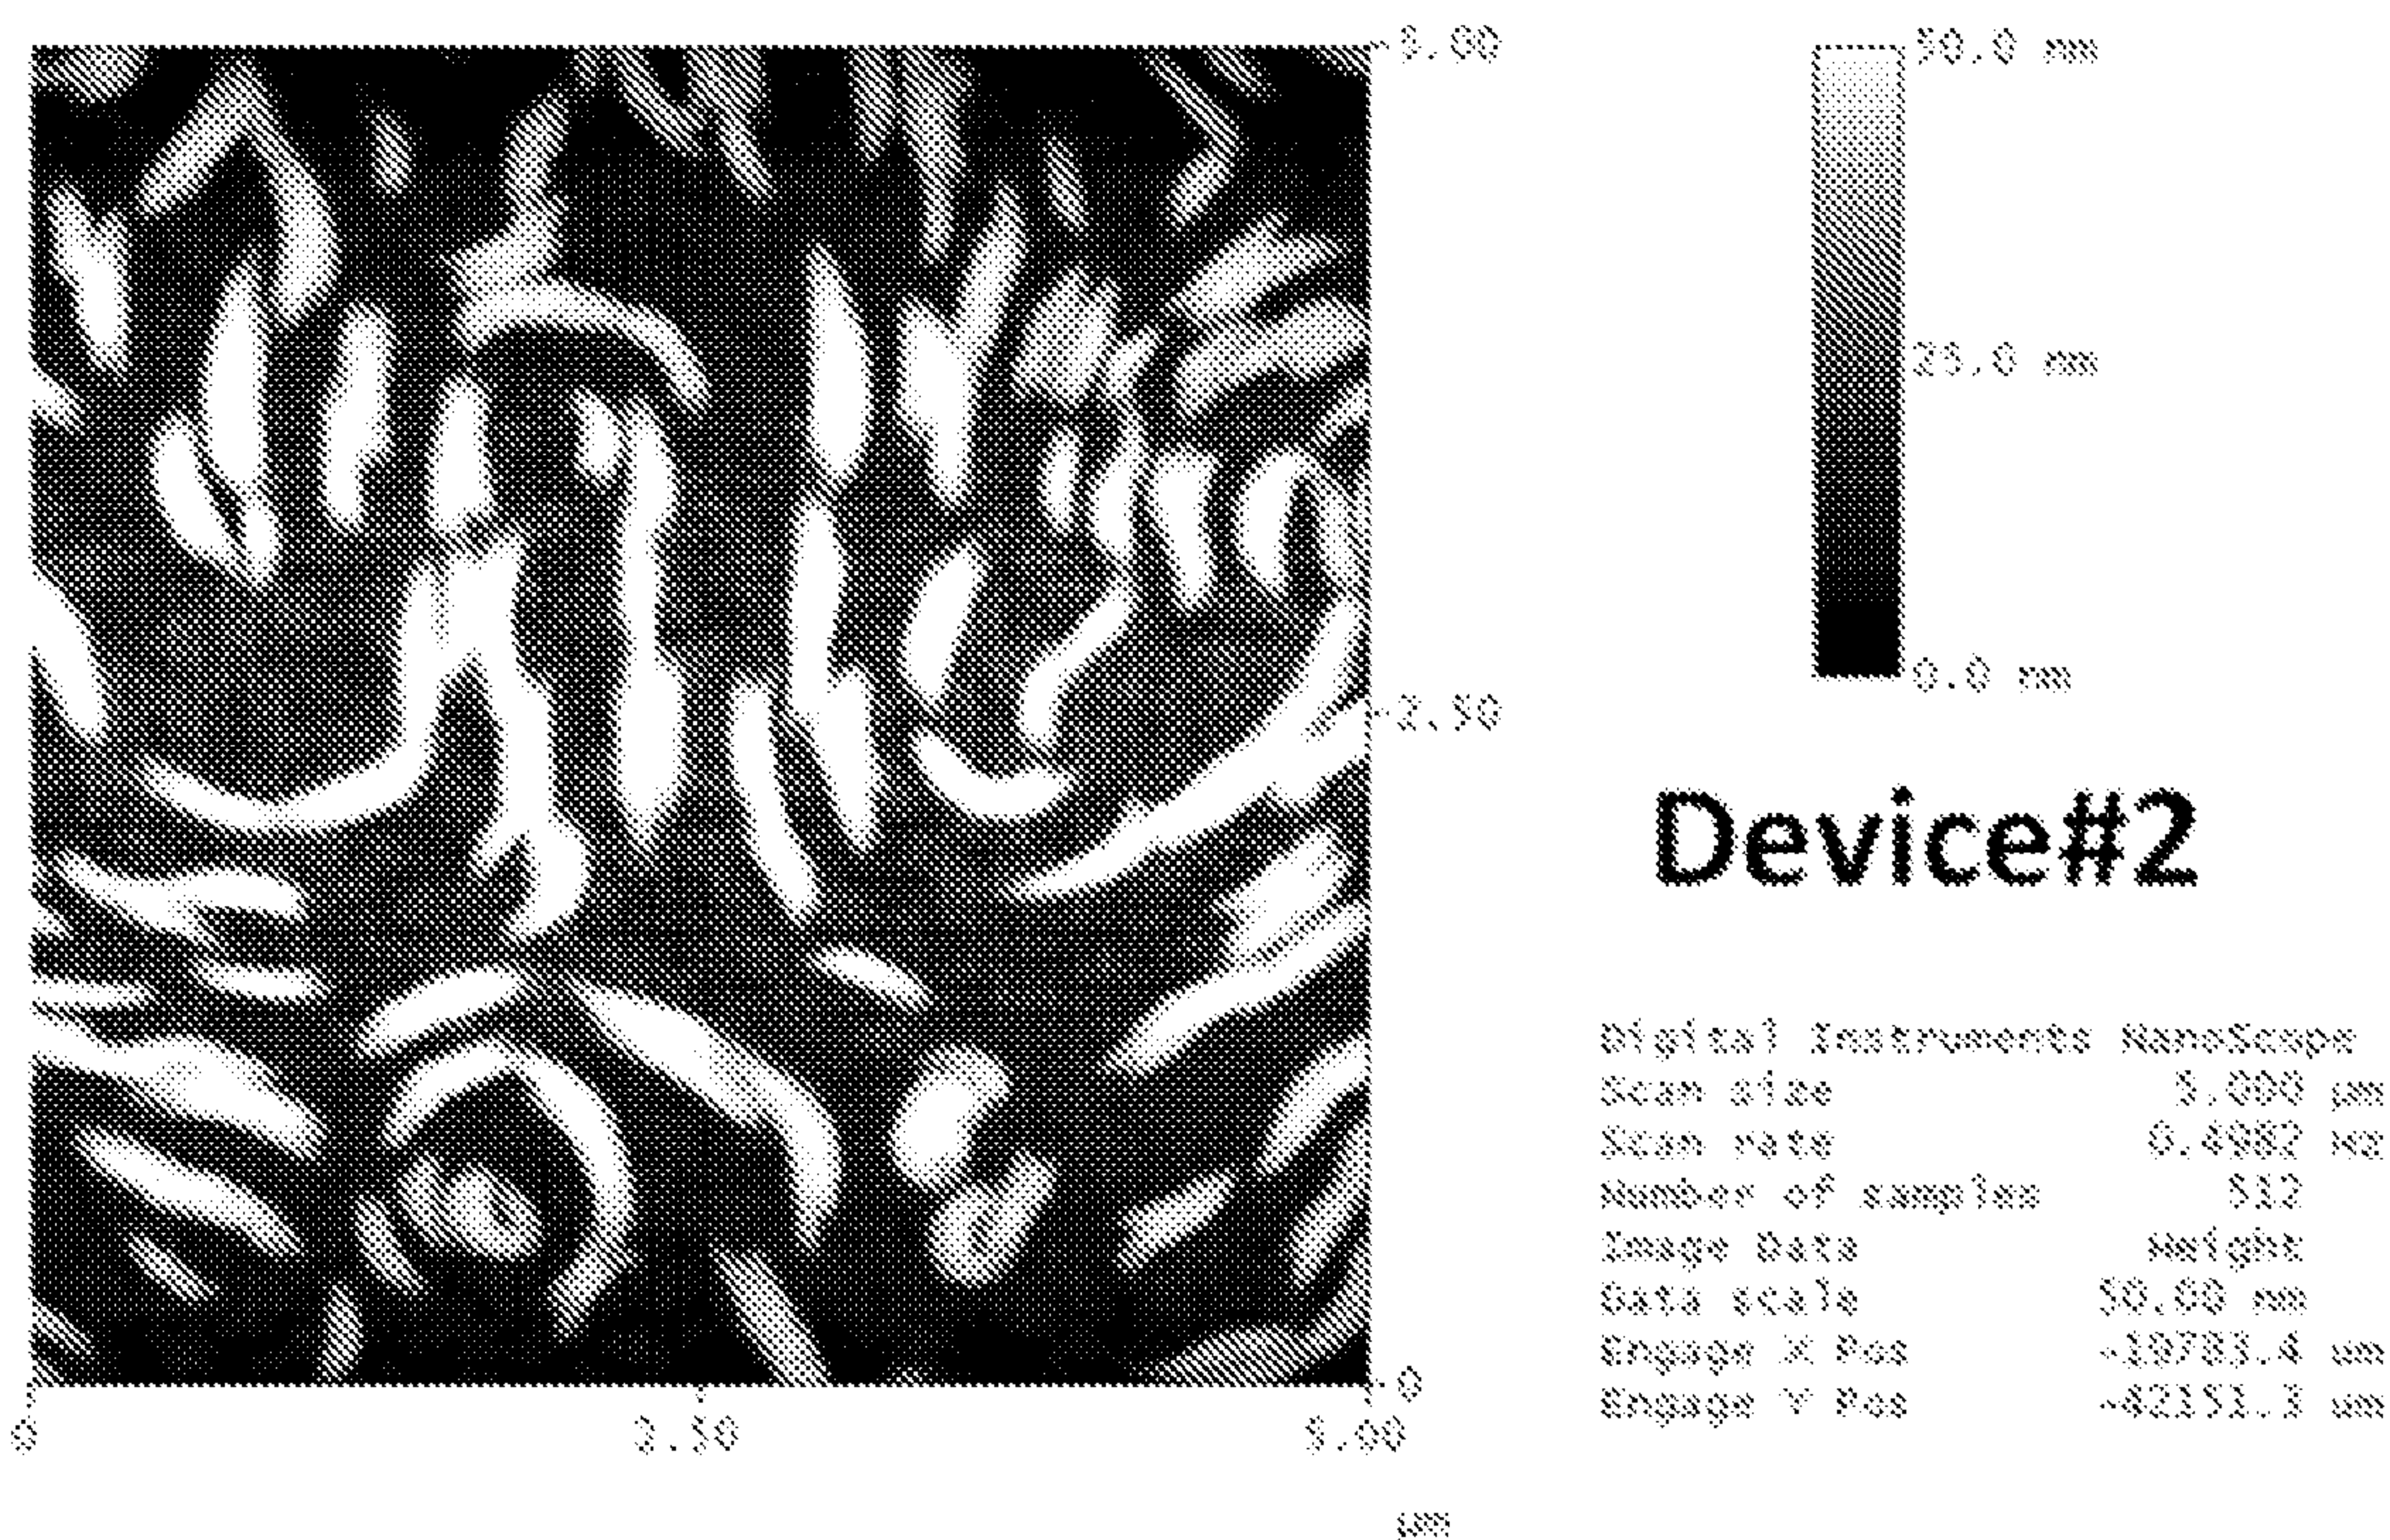 5.00
50.0 nm
25.0 nm
2.50
0.0 nm
Device#2
Digital Instruments NanoScope
Scan size 5.000 µm
Scan rate 0.4982 Hz
Number of samples 512
Image Data Height
Data scale 50.00 nm
Engage X Pos
Engage Y Pos
0
0 2.50 5.00
um